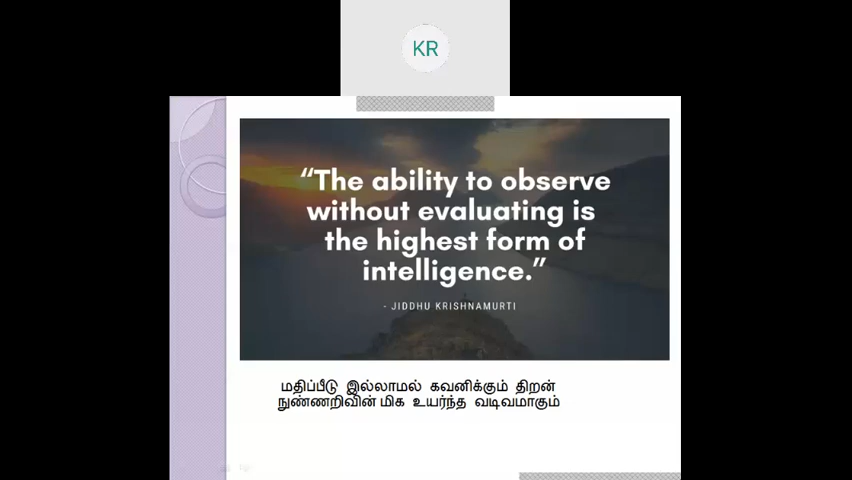 KR
“The ability to observe
without evaluating is
the highest form of
intelligence.”
- JIDDHU KRISHNAMURTI
மதிப்பீடு இல்லாமல் கவனிக்கும் திறன்
நுண்ணறிவின் மிக உயர்ந்த வடிவமாகும்